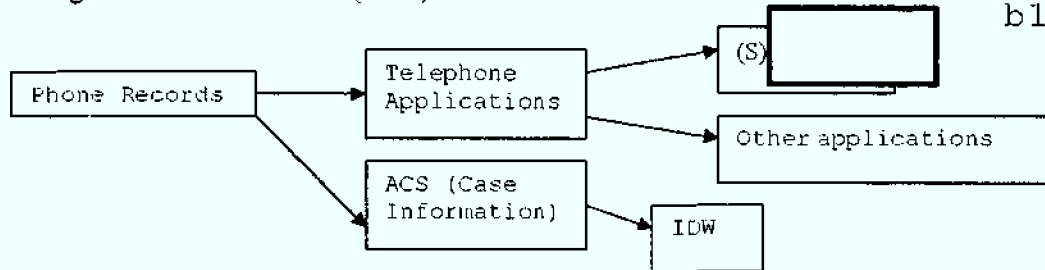 b1
(S)
Telephone
Applications
Phone Records
Other applications
ACS (Case
Information)
IDW